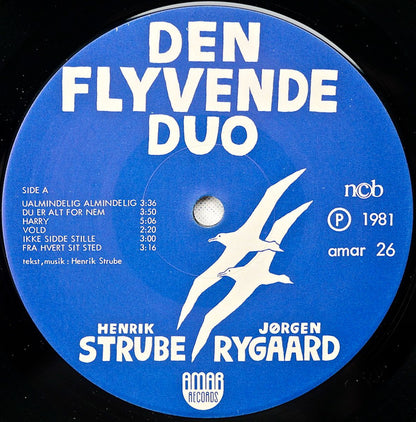 DEN
FLYVENDE
DUO
SIDE A
UALMINDELIG ALMINDELIG 3:36
DU ER ALT FOR NEM 3:50
HARRY 5:06
VOLD 2:20
IKKE SIDDE STILLE 3:00
FRA HVERT SIT STED 3:16
tekst, musik : Henrik Strube
ncb
P 1981
amar 26
HENRIK JØRGEN
STRUBE RYGAARD
AMAR
RECORDS